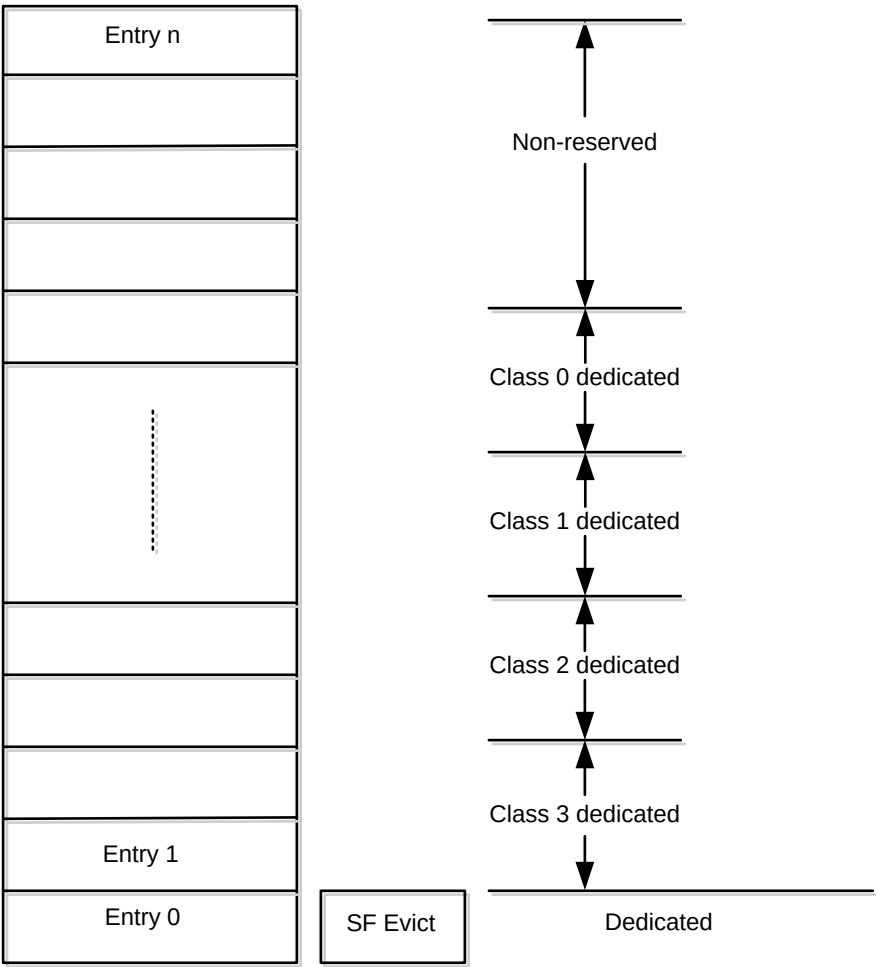 Entry n
Non-reserved
Class 0 dedicated
Class 1 dedicated
Class 2 dedicated
Class 3 dedicated
Entry 1
Entry 0
SF Evict
Dedicated